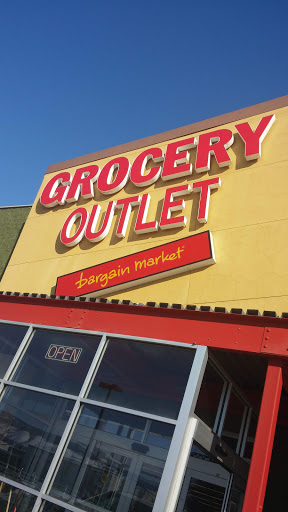 GROCERY
OUTLET
bargain market
OPEN